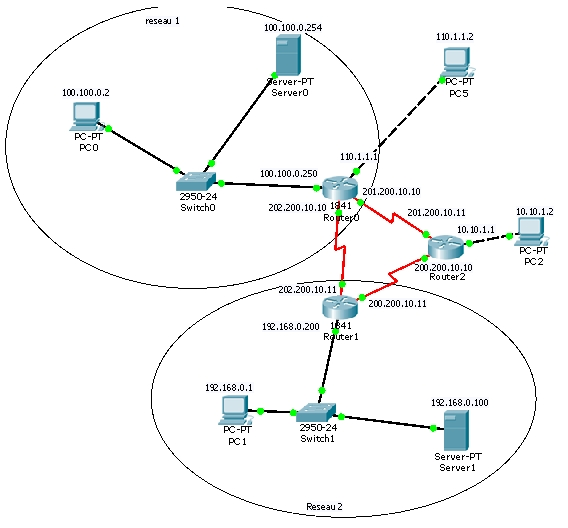 reseau 1
100.100.0.254
110.1.1.2
Server-PT
Server0
PC-PT
PC5
100.100.0.2
PC-PT
PC0
110.1.1.1
100.100.0.250
2950-24
Switch0
201.200.10.10
1841
Router0
202.200.10.10
201.200.10.11
10.10.1.2
10.10.1.1
PC-PT
PC2
200.200.10.10
Router2
202.200.10.11
200.200.10.11
192.168.0.200
1841
Router1
192.168.0.1
192.168.0.100
PC-PT
PC1
2950-24
Switch1
Server-PT
Server1
Reseau 2